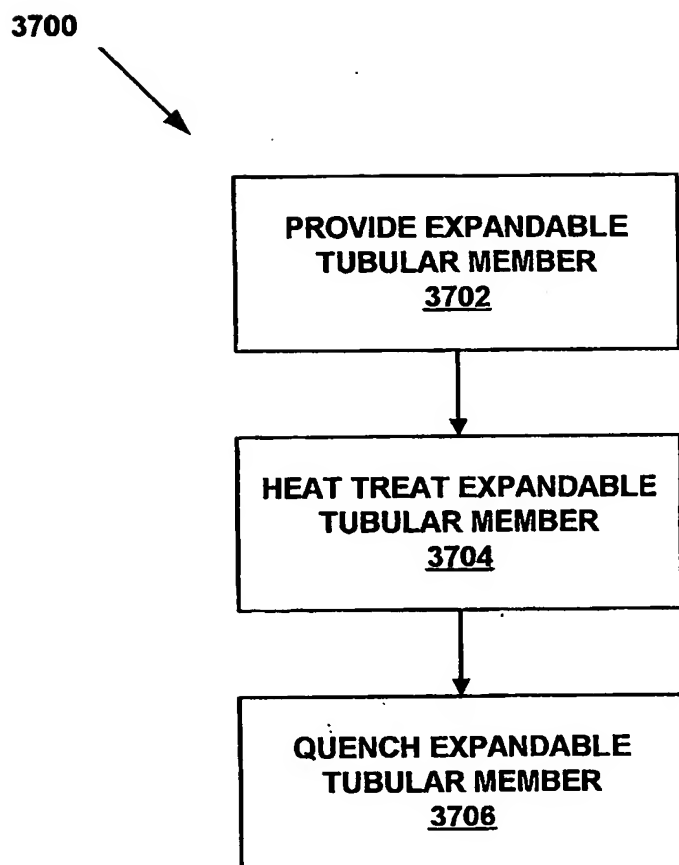 3700
PROVIDE EXPANDABLE
TUBULAR MEMBER
3702
HEAT TREAT EXPANDABLE
TUBULAR MEMBER
3704
QUENCH EXPANDABLE
TUBULAR MEMBER
3706